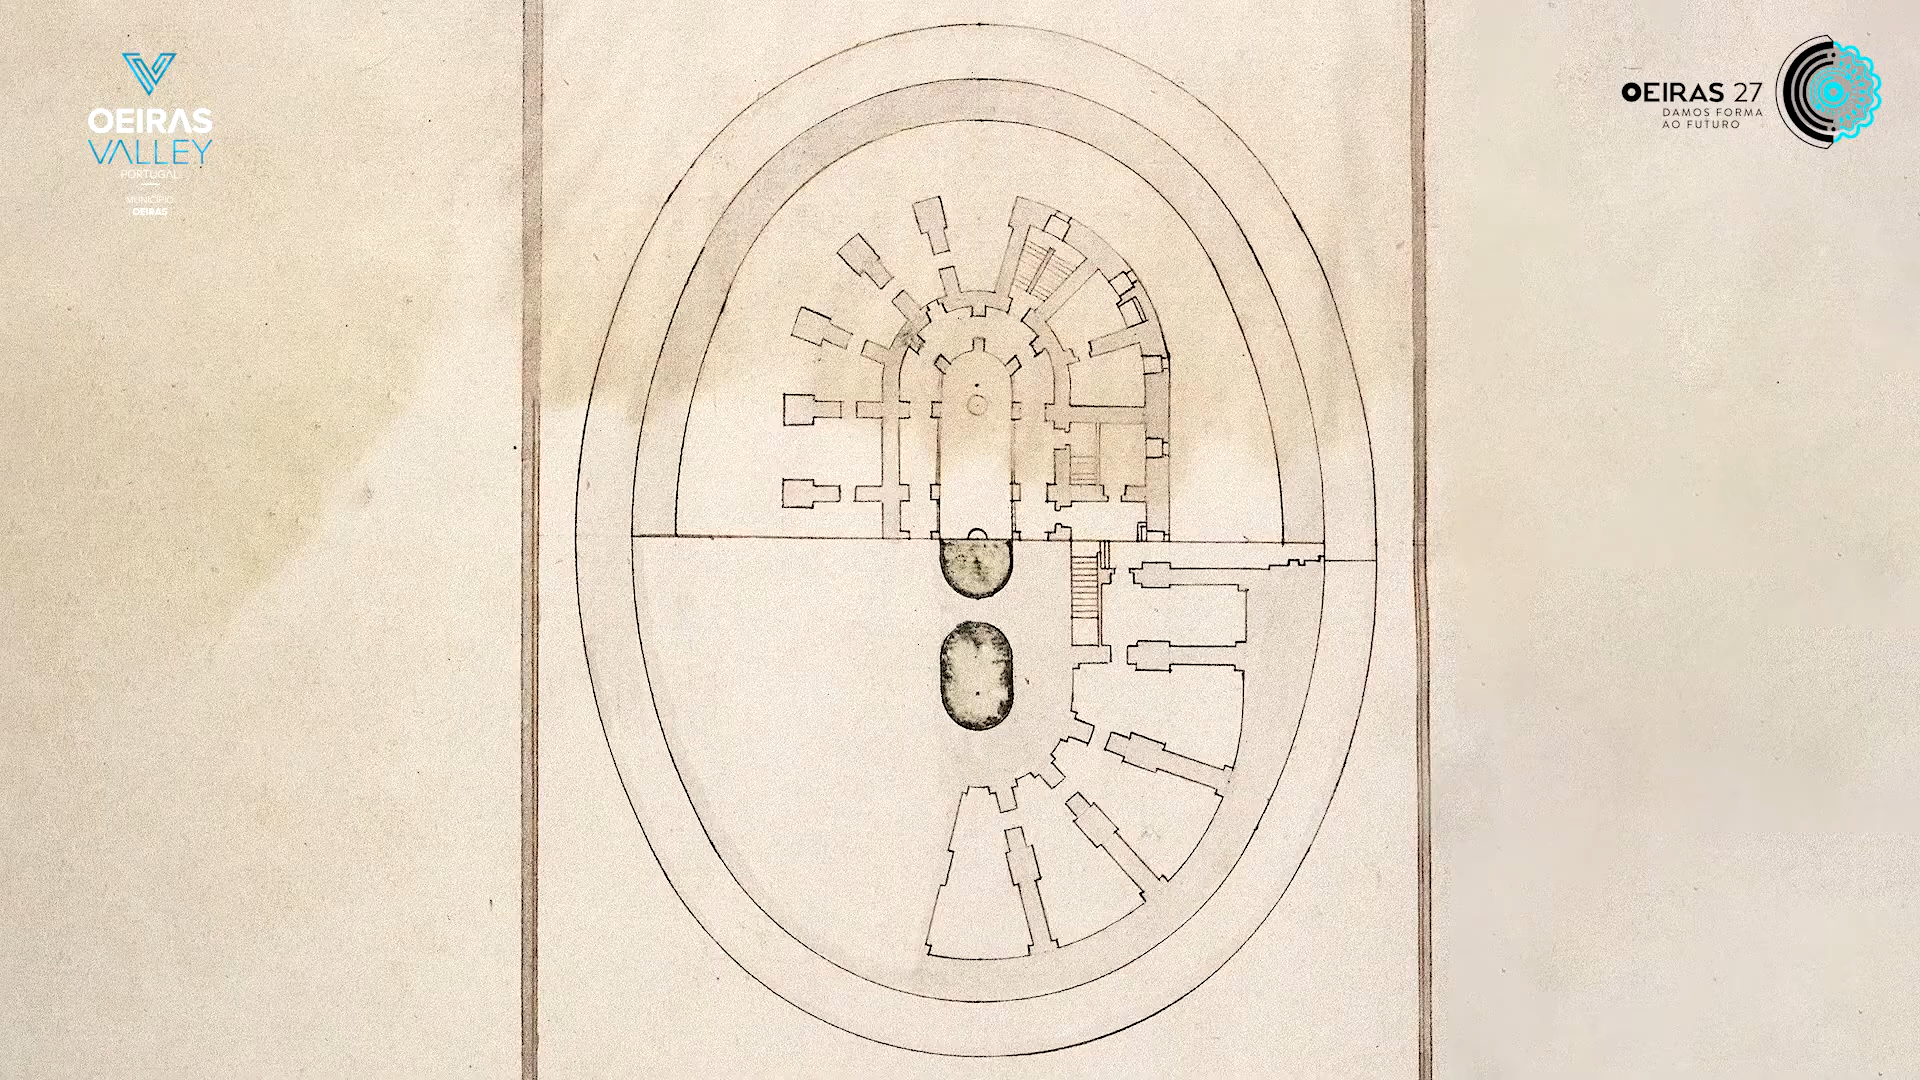 OEIRAS
VALLEY
PORTUGAL
MUNICÍPIO
OEIRAS
OEIRAS 27
DAMOS FORMA
AO FUTURO